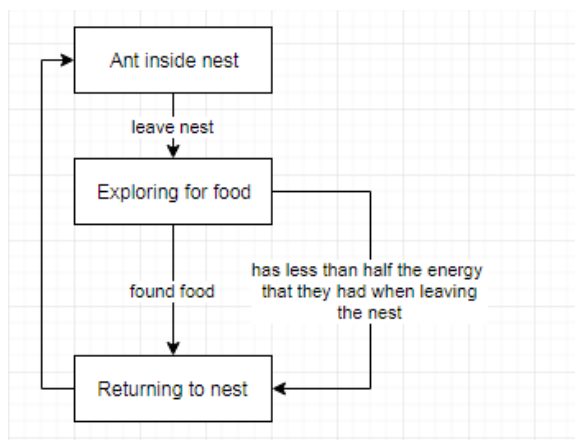 Ant inside nest
leave nest
Exploring for food
found food
has less than half the energy
that they had when leaving
the nest
Returning to nest